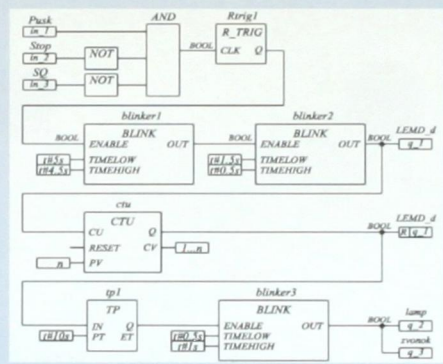 AND
Rtrig1
Pusk
in_1
R_TRIG
Stop
in_2 NOT BOOL CLK Q
SQ
in_3 NOT
blinker1 blinker2
BOOL BLINK BOOL BLINK BOOL LEMD_d
ENABLE OUT ENABLE OUT q_1
t#5s TIMELOW t#1.5s TIMELOW
t#4.5s TIMEHIGH t#0.5s TIMEHIGH
ctu
CTU BOOL LEMD_d
CU Q R q_1
RESET CV 1...n
n PV
tp1 blinker3
TP BLINK BOOL lamp
IN Q ENABLE OUT q_2
t#10s PT ET t#0.5s TIMELOW zvonok
t#1s TIMEHIGH q_3